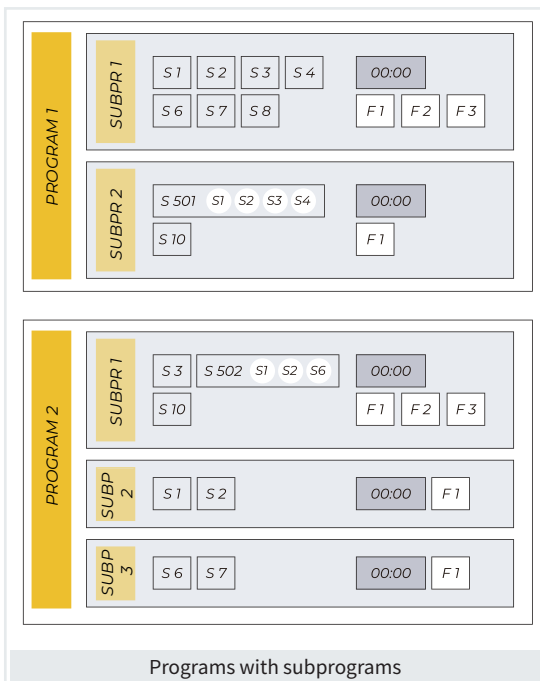 PROGRAM 1
SUBPR 1
S 1 S 2 S 3 S 4 00:00
S 6 S 7 S 8 F 1 F 2 F 3
SUBPR 2
S 501 S1 S2 S3 S4 00:00
S 10 F 1
PROGRAM 2
SUBPR 1
S 3 S 502 S1 S2 S6 00:00
S 10 F 1 F 2 F 3
SUBP
2
S 1 S 2 00:00 F 1
SUBP
3
S 6 S 7 00:00 F 1
Programs with subprograms